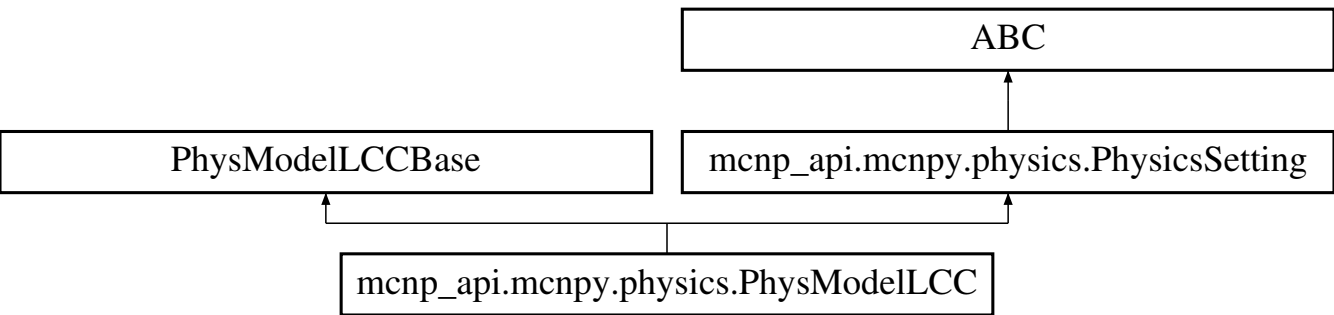 ABC
PhysModelLCCBase
mcnp_api.mcnpy.physics.PhysicsSetting
mcnp_api.mcnpy.physics.PhysModelLCC